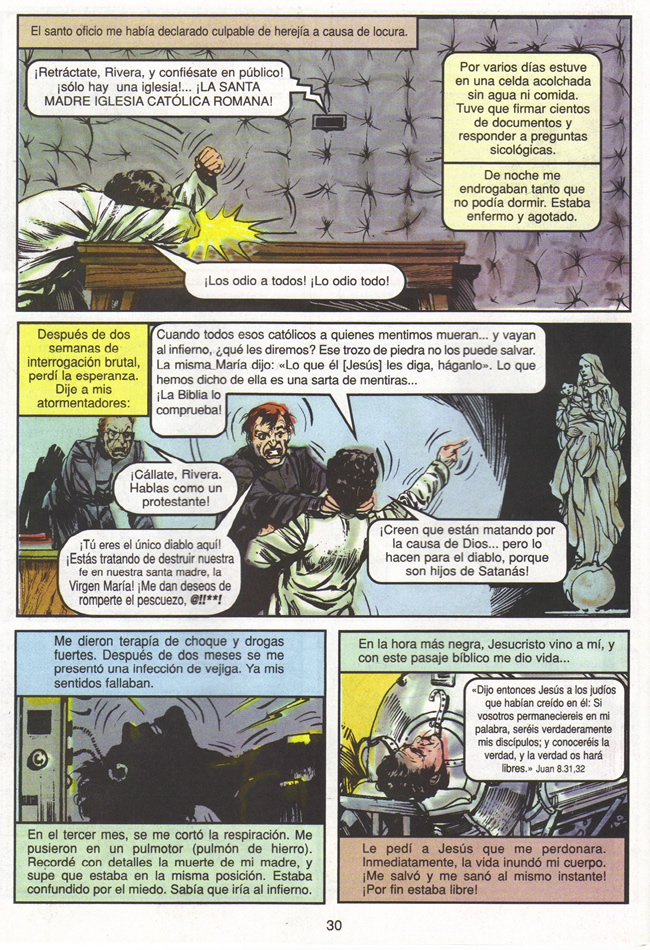 El santo oficio me había declarado culpable de herejía a causa de locura.
¡Retráctate, Rivera, y confiésate en público!
¡sólo hay una iglesia!... ¡LA SANTA
MADRE IGLESIA CATÓLICA ROMANA!
Por varios días estuve
en una celda acolchada
sin agua ni comida.
Tuve que firmar cientos
de documentos y
responder a preguntas
sicológicas.
De noche me
endrogaban tanto que
no podía dormir. Estaba
enfermo y agotado.
¡Los odio a todos! ¡Lo odio todo!
Después de dos
semanas de
interrogación brutal,
perdí la esperanza.
Dije a mis
atormentadores:
Cuando todos esos católicos a quienes mentimos mueran... y vayan
al infierno, ¿qué les diremos? Ese trozo de piedra no los puede salvar.
La misma María dijo: «Lo que él [Jesús] les diga, háganlo». Lo que
hemos dicho de ella es una sarta de mentiras...
¡La Biblia lo
comprueba!
¡Cállate, Rivera.
Hablas como un
protestante!
¡Tú eres el único diablo aquí!
¡Estás tratando de destruir nuestra
fe en nuestra santa madre, la
Virgen María! ¡Me dan deseos de
romperte el pescuezo, @!!**!
¡Creen que están matando por
la causa de Dios... pero lo
hacen para el diablo, porque
son hijos de Satanás!
Me dieron terapía de choque y drogas
fuertes. Después de dos meses se me
presentó una infección de vejiga. Ya mis
sentidos fallaban.
En el tercer mes, se me cortó la respiración. Me
pusieron en un pulmotor (pulmón de hierro).
Recordé con detalles la muerte de mi madre, y
supe que estaba en la misma posición. Estaba
confundido por el miedo. Sabía que iría al infierno.
En la hora más negra, Jesucristo vino a mí, y
con este pasaje bíblico me dio vida...
«Dijo entonces Jesús a los judíos
que habían creído en él: Si
vosotros permaneciereis en mi
palabra, seréis verdaderamente
mis discípulos; y conoceréis la
verdad, y la verdad os hará
libres.» Juan 8.31,32
Le pedí a Jesús que me perdonara.
Inmediatamente, la vida inundó mi cuerpo.
¡Me salvó y me sanó al mismo instante!
¡Por fin estaba libre!
30